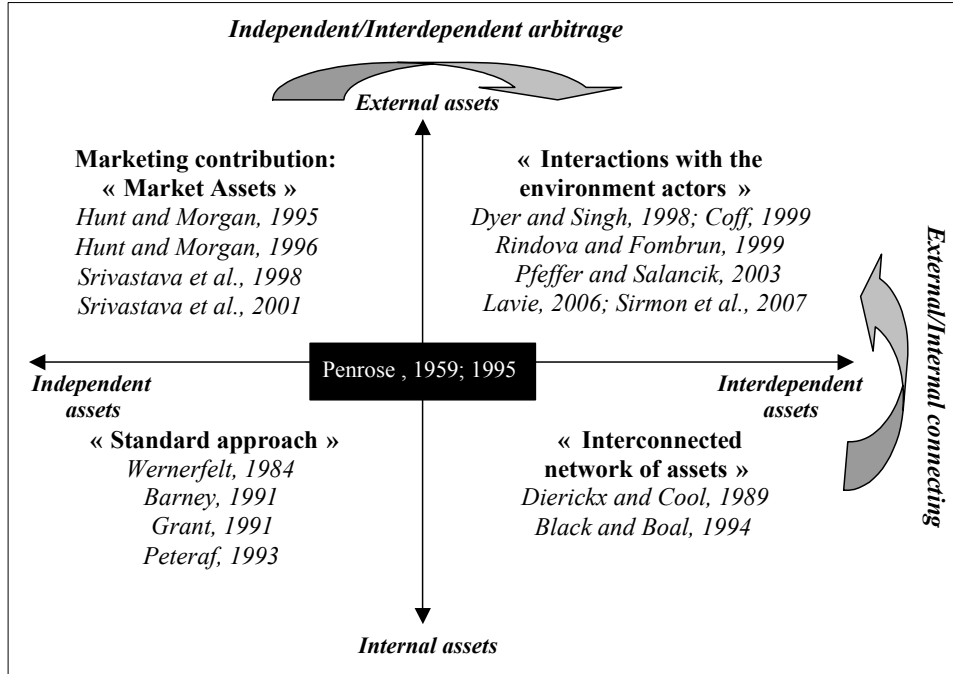 Independent/Interdependent arbitrage
External assets
Marketing contribution:
« Market Assets »
Hunt and Morgan, 1995
Hunt and Morgan, 1996
Srivastava et al., 1998
Srivastava et al., 2001
« Interactions with the
environment actors »
Dyer and Singh, 1998; Coff, 1999
Rindova and Fombrun, 1999
Pfeffer and Salancik, 2003
Lavie, 2006; Sirmon et al., 2007
External/Internal connecting
Penrose , 1959; 1995
Independent
assets
Interdependent
assets
« Standard approach »
Wernerfelt, 1984
Barney, 1991
Grant, 1991
Peteraf, 1993
« Interconnected
network of assets »
Dierickx and Cool, 1989
Black and Boal, 1994
Internal assets